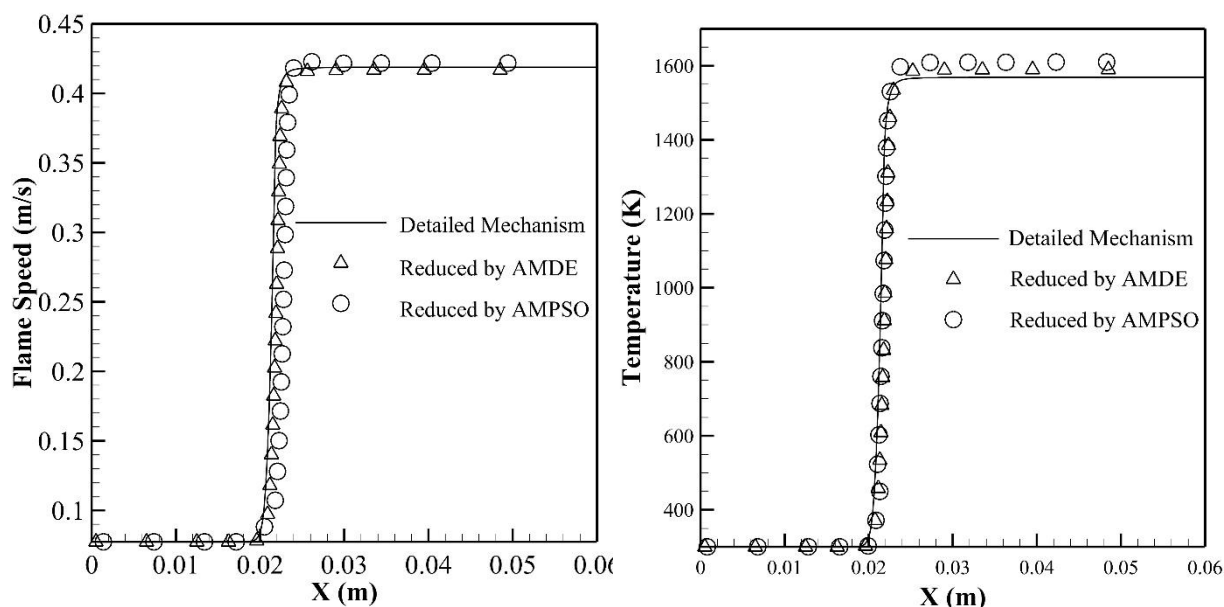 0.45
0.4
0.35
0.3
0.25
0.2
0.15
0.1
Flame Speed (m/s)
Detailed Mechanism
Reduced by AMDE
Reduced by AMPSO
0 0.01 0.02 0.03 0.04 0.05 0.06
X (m)
1600
1400
1200
1000
800
600
400
Temperature (K)
Detailed Mechanism
Reduced by AMDE
Reduced by AMPSO
0 0.01 0.02 0.03 0.04 0.05 0.06
X (m)